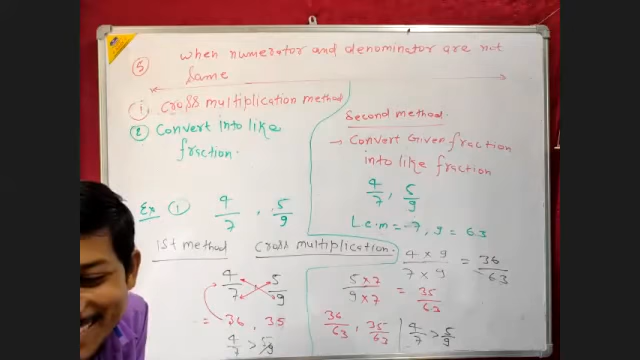 ⑤ when numerator and denominator are not
same
① Cross multiplication method
② Convert into like
fraction.
Ex ① 4/7 , 5/9
1st method Cross multiplication.
4/7 5/9
= 36 , 35
4/7 > 5/9
Second method.
→ Convert Given fraction
into like fraction
4/7 , 5/9
L.c.m = 7, 9 = 63
4 × 9 / 7 × 9 = 36/63
5 × 7 / 9 × 7 = 35/63
36/63 , 35/63 | 4/7 > 5/9